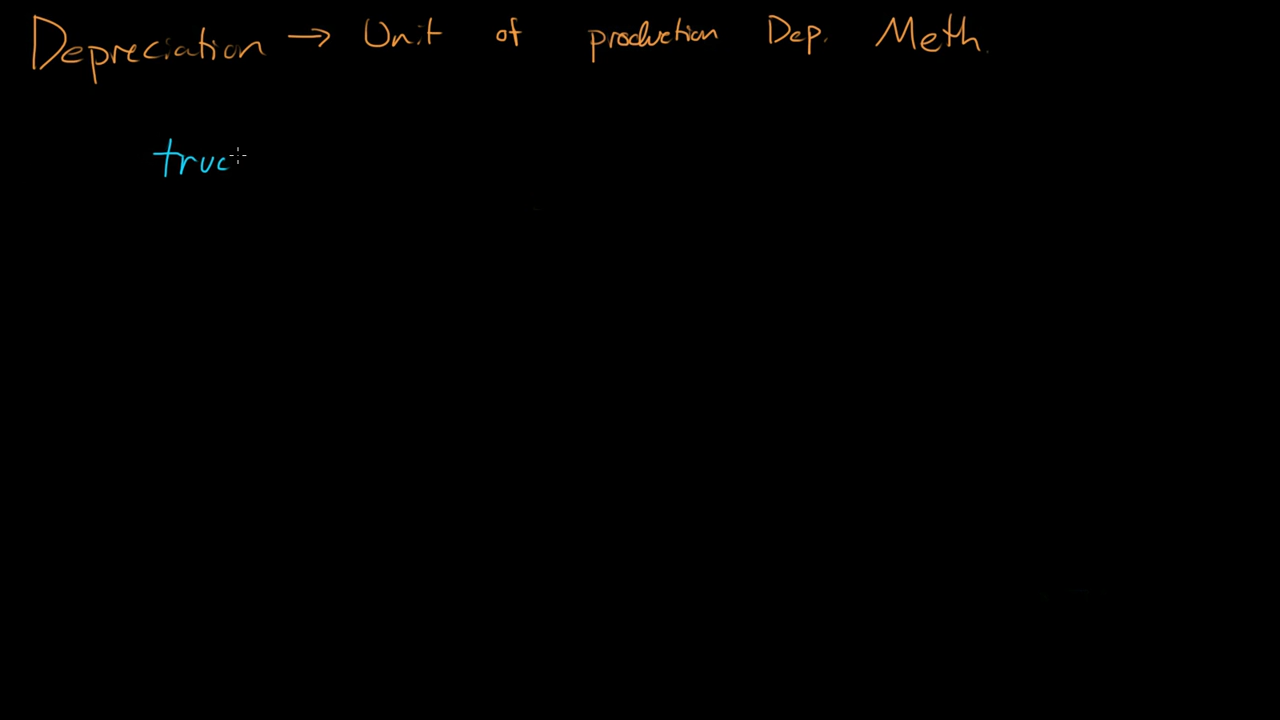 Depreciation → Unit of production Dep. Meth.
truc